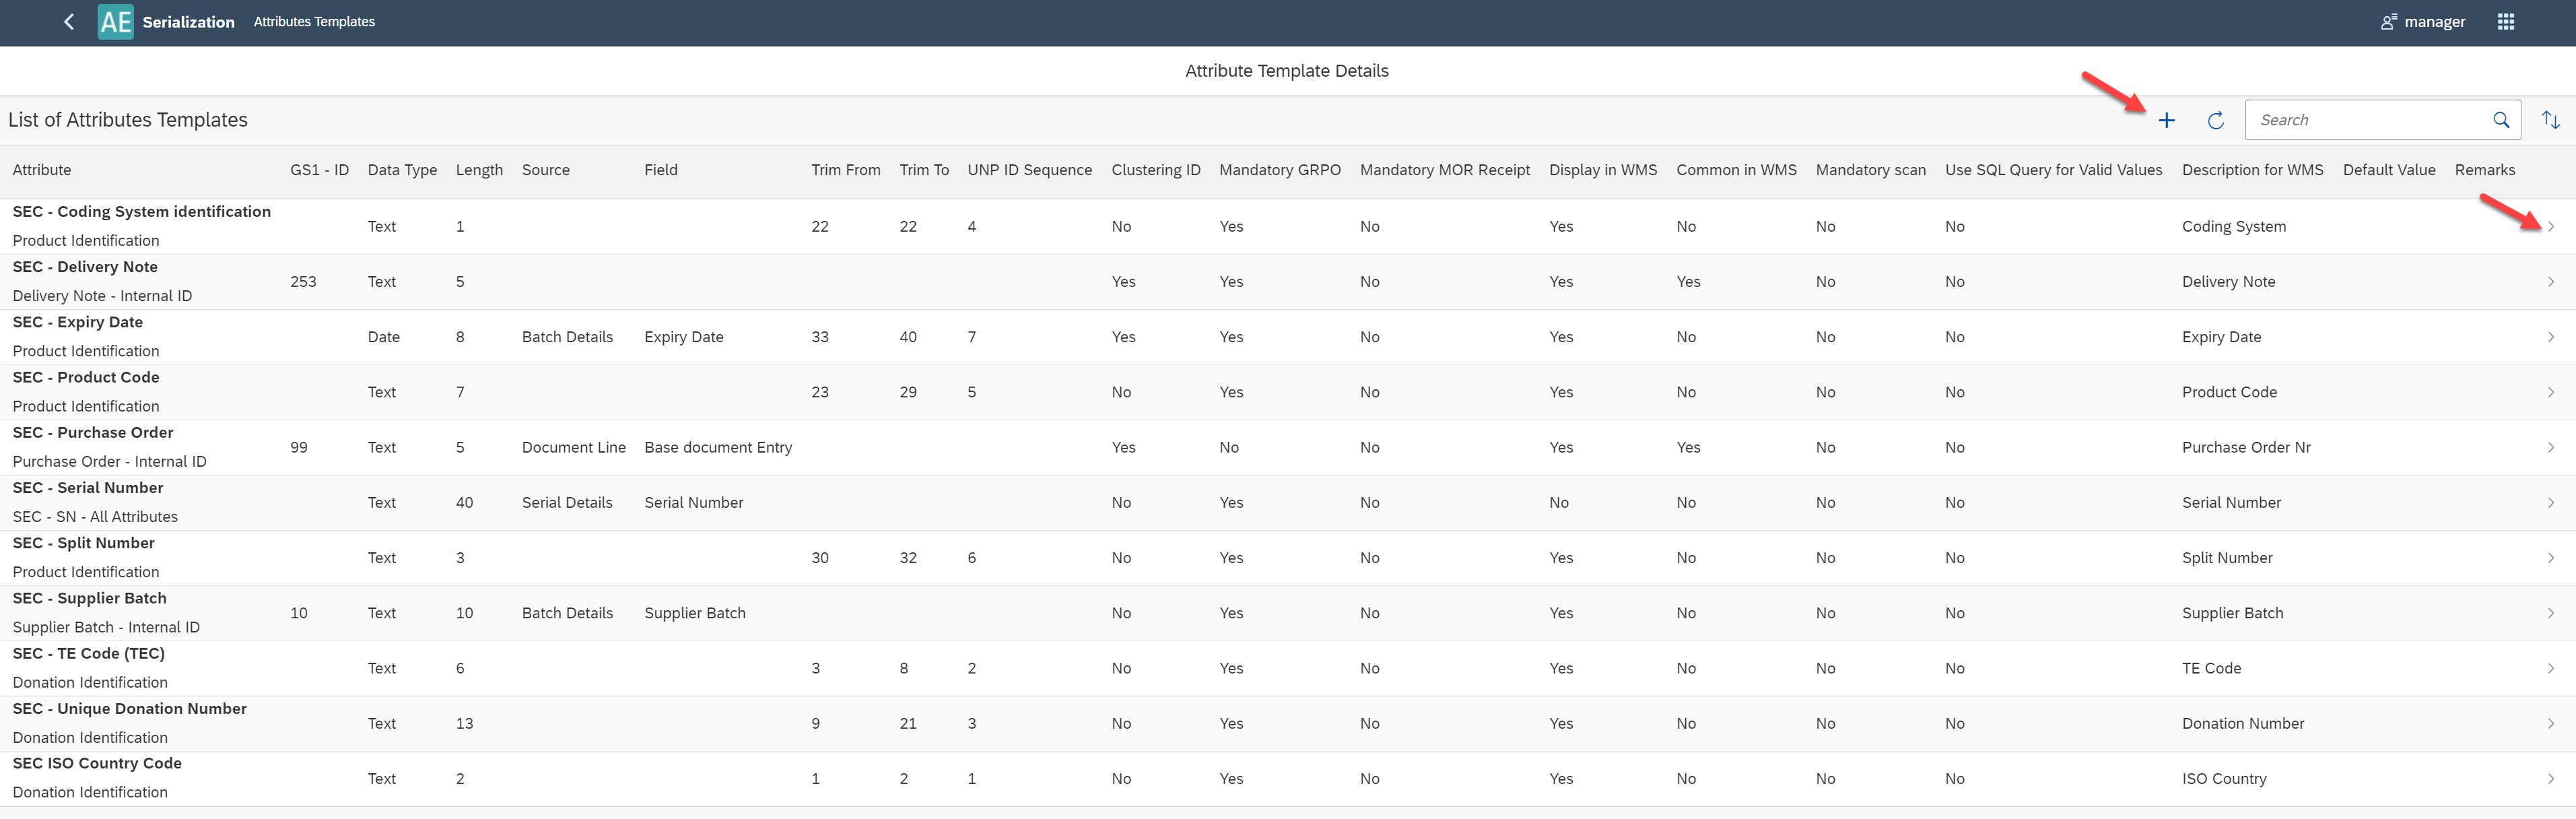 AE Serialization Attributes Templates manager
Attribute Template Details
List of Attributes Templates Search
Attribute GS1 - ID Data Type Length Source Field Trim From Trim To UNP ID Sequence Clustering ID Mandatory GRPO Mandatory MOR Receipt Display in WMS Common in WMS Mandatory scan Use SQL Query for Valid Values Description for WMS Default Value Remarks
SEC - Coding System identification
Text 1 22 22 4 No Yes No Yes No No No Coding System
Product Identification
SEC - Delivery Note
253 Text 5 Yes Yes No Yes Yes No No Delivery Note
Delivery Note - Internal ID
SEC - Expiry Date
Date 8 Batch Details Expiry Date 33 40 7 Yes Yes No Yes No No No Expiry Date
Product Identification
SEC - Product Code
Text 7 23 29 5 No Yes No Yes No No No Product Code
Product Identification
SEC - Purchase Order
99 Text 5 Document Line Base document Entry Yes No No Yes Yes No No Purchase Order Nr
Purchase Order - Internal ID
SEC - Serial Number
Text 40 Serial Details Serial Number No Yes No No No No No Serial Number
SEC - SN - All Attributes
SEC - Split Number
Text 3 30 32 6 No Yes No Yes No No No Split Number
Product Identification
SEC - Supplier Batch
10 Text 10 Batch Details Supplier Batch No Yes No Yes No No No Supplier Batch
Supplier Batch - Internal ID
SEC - TE Code (TEC)
Text 6 3 8 2 No Yes No Yes No No No TE Code
Donation Identification
SEC - Unique Donation Number
Text 13 9 21 3 No Yes No Yes No No No Donation Number
Donation Identification
SEC ISO Country Code
Text 2 1 2 1 No Yes No Yes No No No ISO Country
Donation Identification